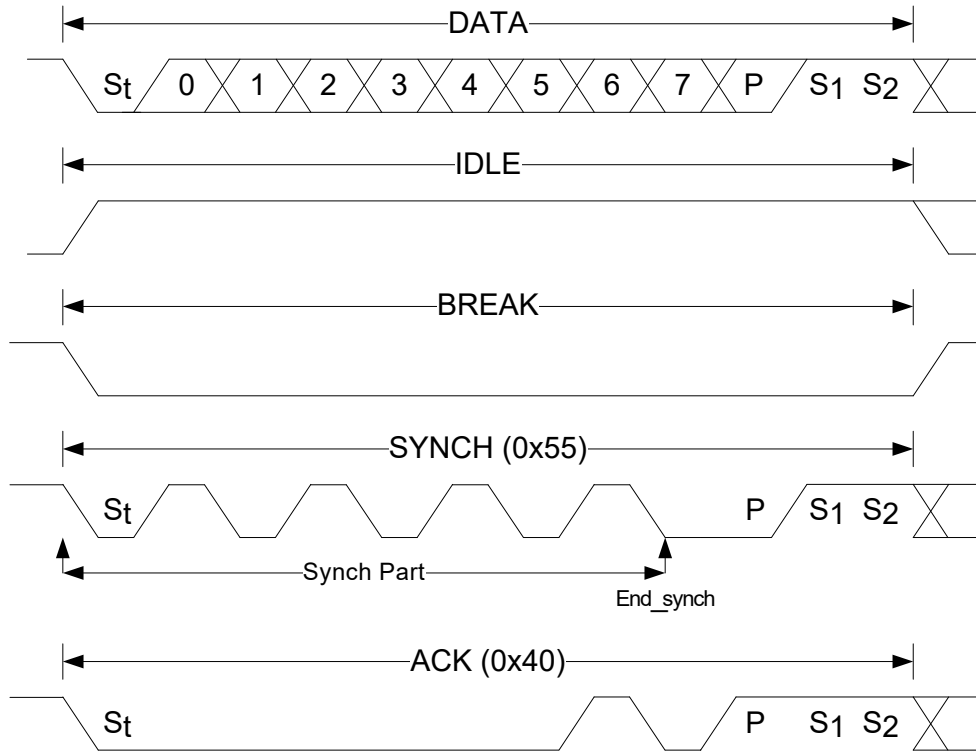 DATA
St 0 1 2 3 4 5 6 7 P S1 S2
IDLE
BREAK
SYNCH (0x55)
St P S1 S2
Synch Part
End_synch
ACK (0x40)
St P S1 S2